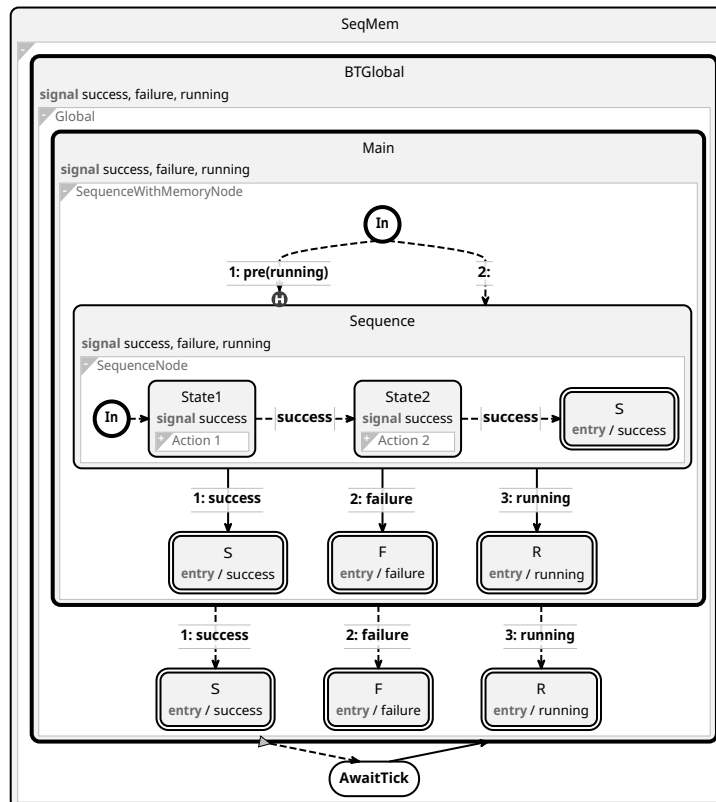 SeqMem
-
BTGlobal
signal success, failure, running
- Global
Main
signal success, failure, running
- SequenceWithMemoryNode
In
1: pre(running) 2:
H
Sequence
signal success, failure, running
- SequenceNode
In
State1
signal success
+ Action 1
success
State2
signal success
+ Action 2
success
S
entry / success
1: success 2: failure 3: running
S F R
entry / success entry / failure entry / running
1: success 2: failure 3: running
S F R
entry / success entry / failure entry / running
AwaitTick